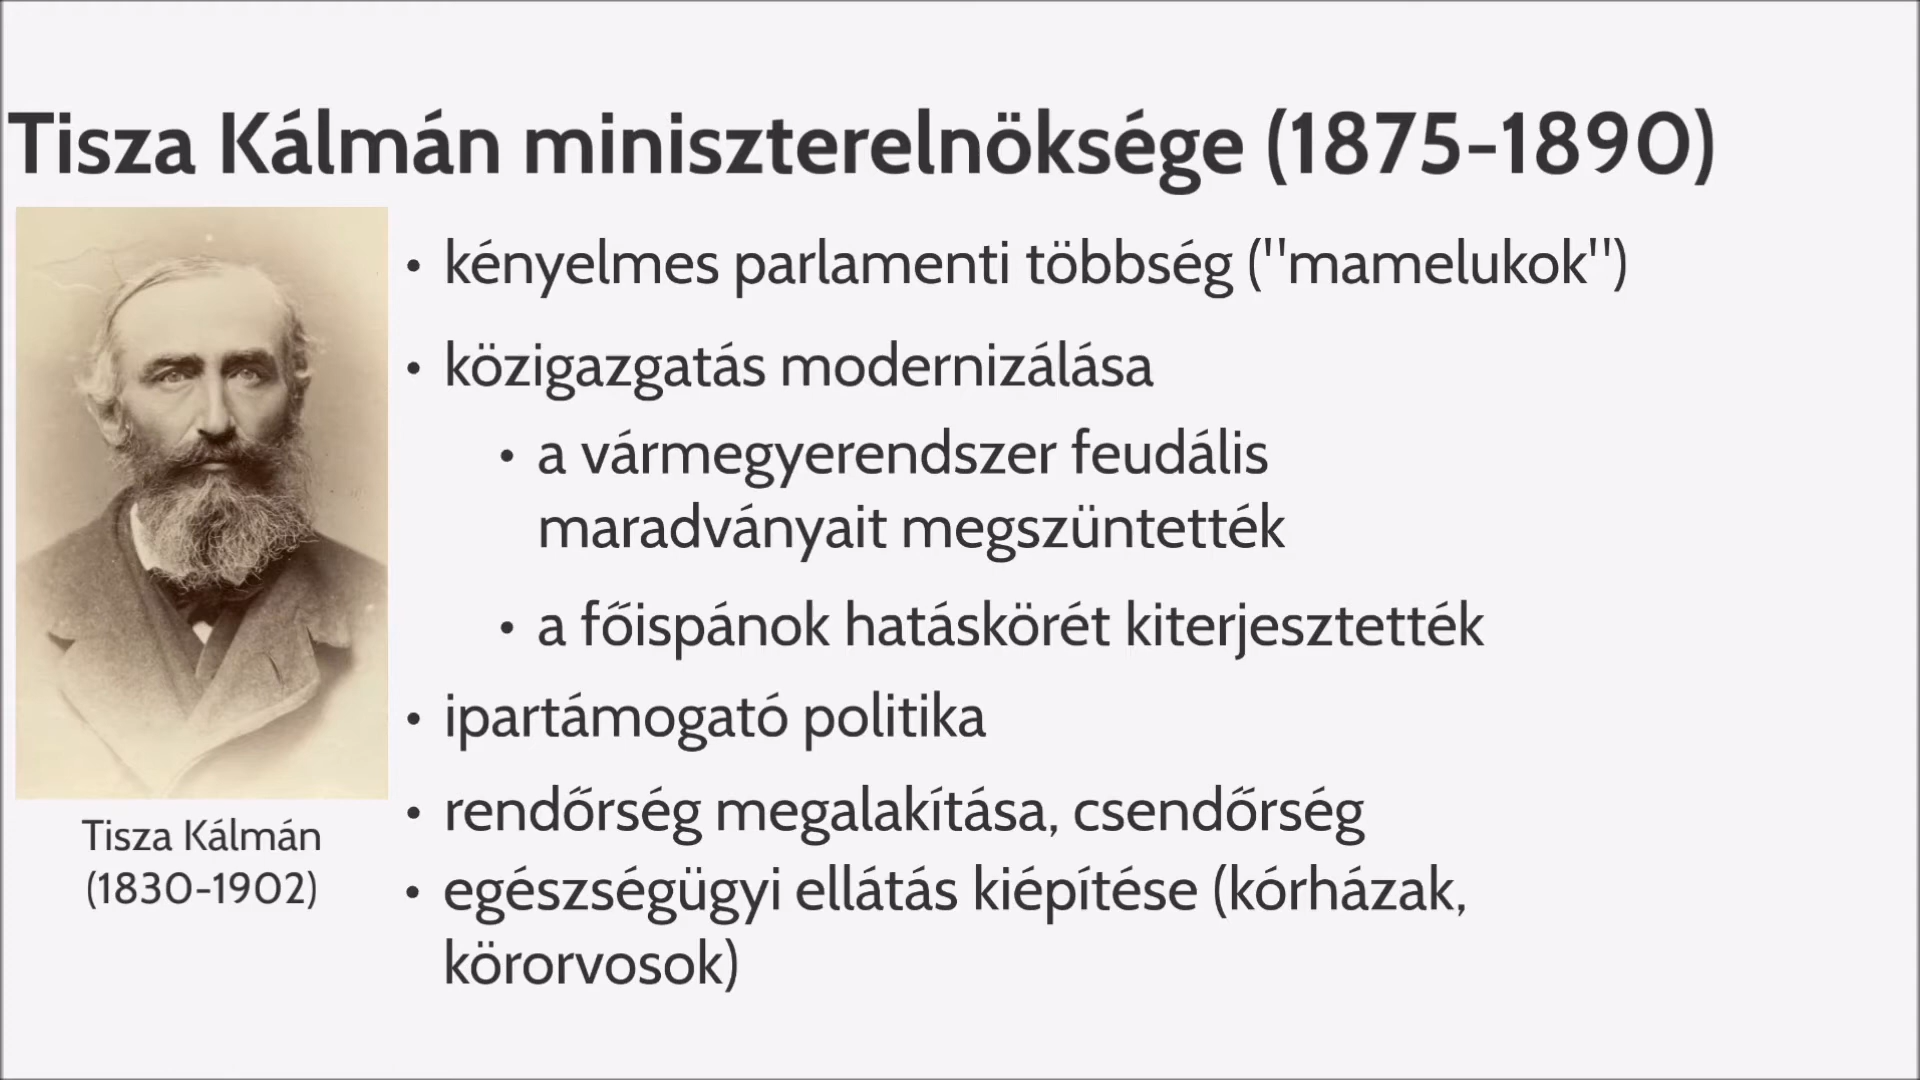 Tisza Kálmán miniszterelnöksége (1875-1890)
• kényelmes parlamenti többség ("mamelukok")
• közigazgatás modernizálása
• a vármegyerendszer feudális
maradványait megszüntették
• a főispánok hatáskörét kiterjesztették
• ipartámogató politika
• rendőrség megalakítása, csendőrség
• egészségügyi ellátás kiépítése (kórházak,
körorvosok)
Tisza Kálmán
(1830-1902)